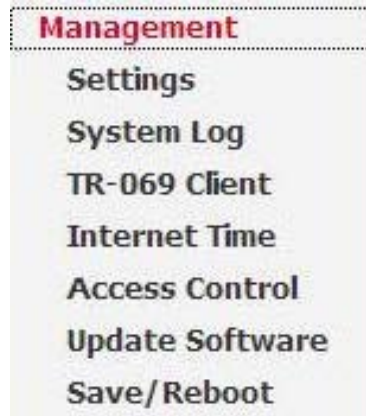 Management
Settings
System Log
TR-069 Client
Internet Time
Access Control
Update Software
Save/Reboot